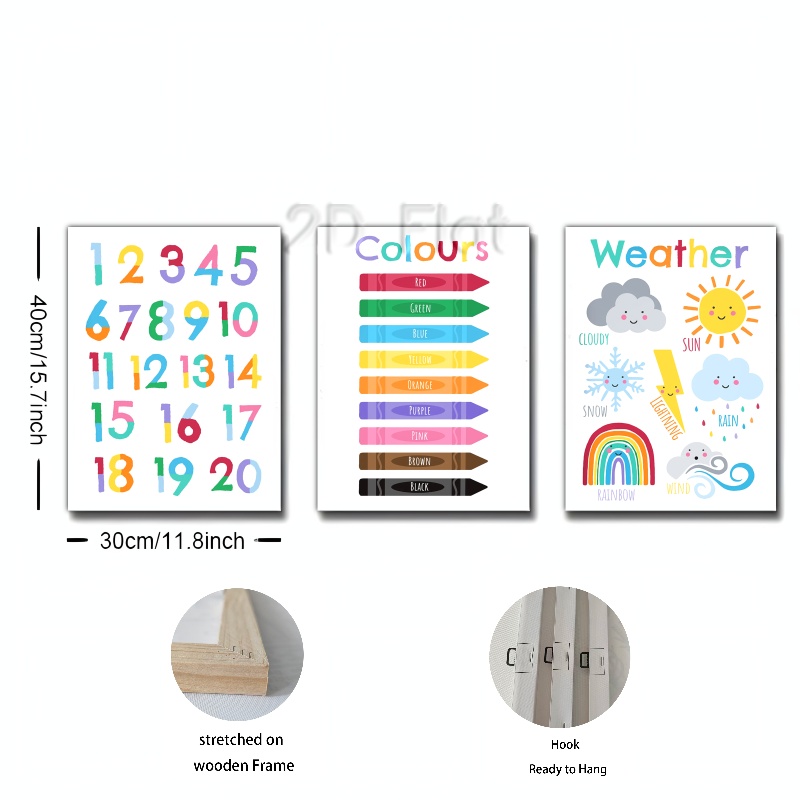 2D Flat
1 2 3 4 5
6 7 8 9 10
11 12 13 14
15 16 17
18 19 20
40cm/15.7inch
30cm/11.8inch
Colours
RED
GREEN
BLUE
YELLOW
ORANGE
PURPLE
PINK
BROWN
BLACK
Weather
CLOUDY
SUN
SNOW
LIGHTNING
RAIN
RAINBOW
WIND
stretched on
wooden Frame
Hook
Ready to Hang